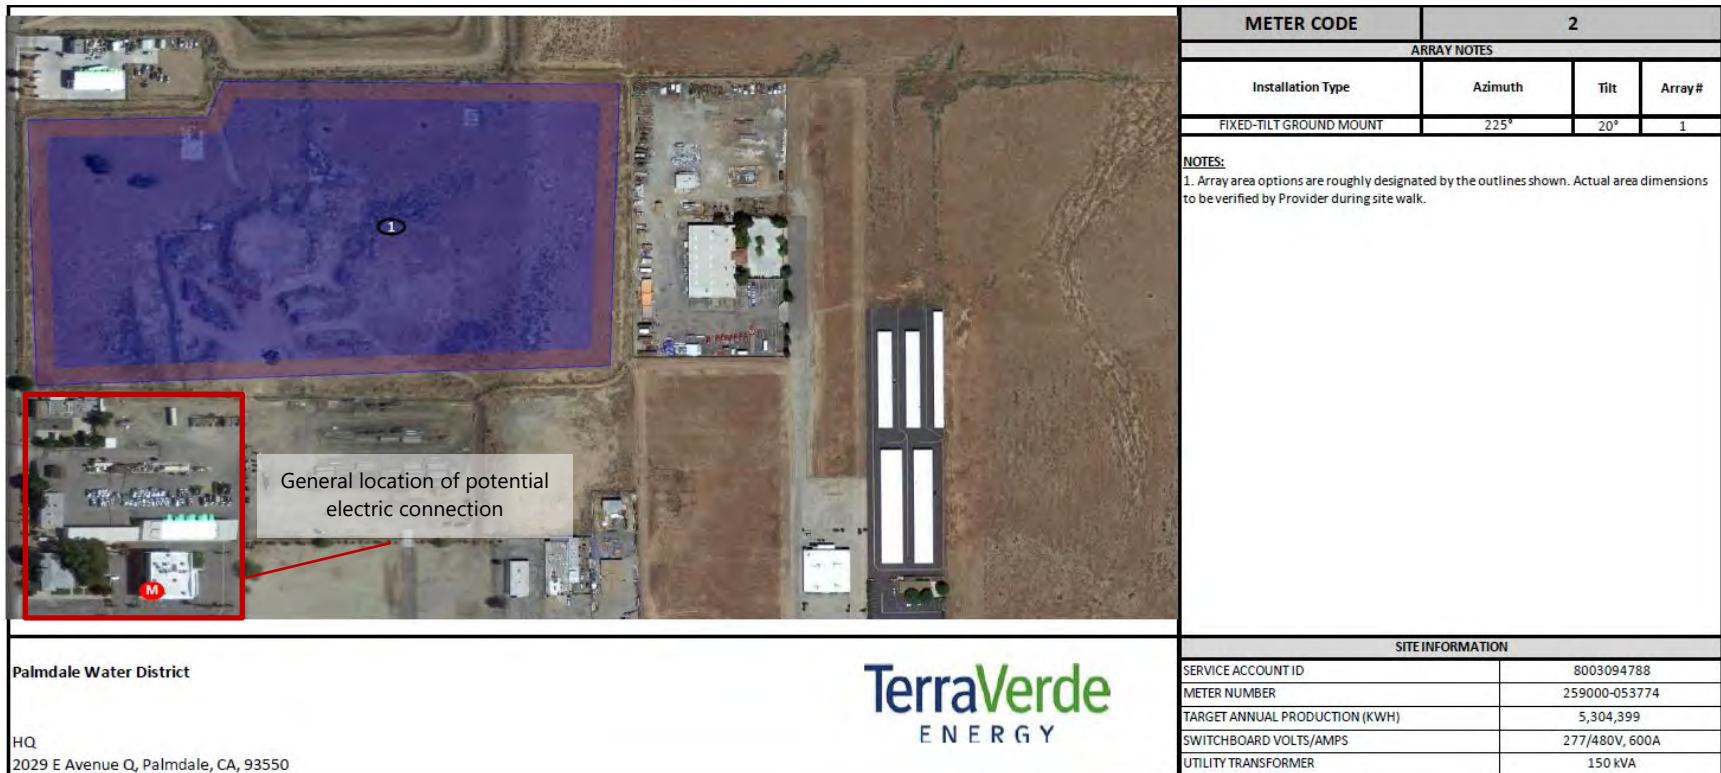 METER CODE 2
ARRAY NOTES
Installation Type Azimuth Tilt Array #
FIXED-TILT GROUND MOUNT 225° 20° 1
NOTES:
1. Array area options are roughly designated by the outlines shown. Actual area dimensions
to be verified by Provider during site walk.
1
General location of potential
electric connection
M
Palmdale Water District
HQ
2029 E Avenue Q, Palmdale, CA, 93550
TerraVerde
ENERGY
SITE INFORMATION
SERVICE ACCOUNT ID 8003094788
METER NUMBER 259000-053774
TARGET ANNUAL PRODUCTION (KWH) 5,304,399
SWITCHBOARD VOLTS/AMPS 277/480V, 600A
UTILITY TRANSFORMER 150 kVA